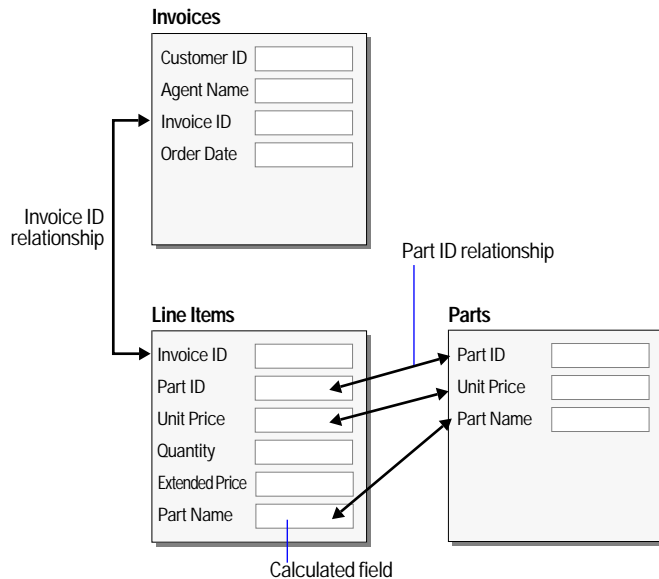 Invoices
Customer ID
Agent Name
Invoice ID
Order Date
Invoice ID
relationship
Part ID relationship
Line Items
Invoice ID
Part ID
Unit Price
Quantity
Extended Price
Part Name
Parts
Part ID
Unit Price
Part Name
Calculated field